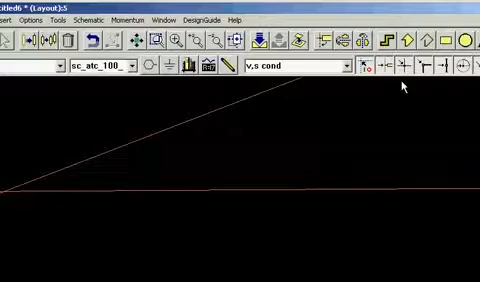 titled6 * (Layout):5
sert Options Tools Schematic Momentum Window DesignGuide Help
sc_atc_100_ v,s cond